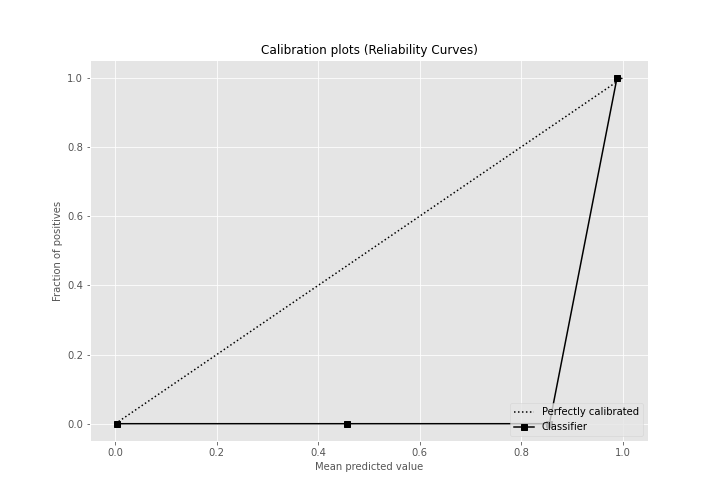 Calibration plots (Reliability Curves)
1.0
0.8
0.6
0.4
0.2
0.0
Fraction of positives
Perfectly calibrated
Classifier
0.0 0.2 0.4 0.6 0.8 1.0
Mean predicted value